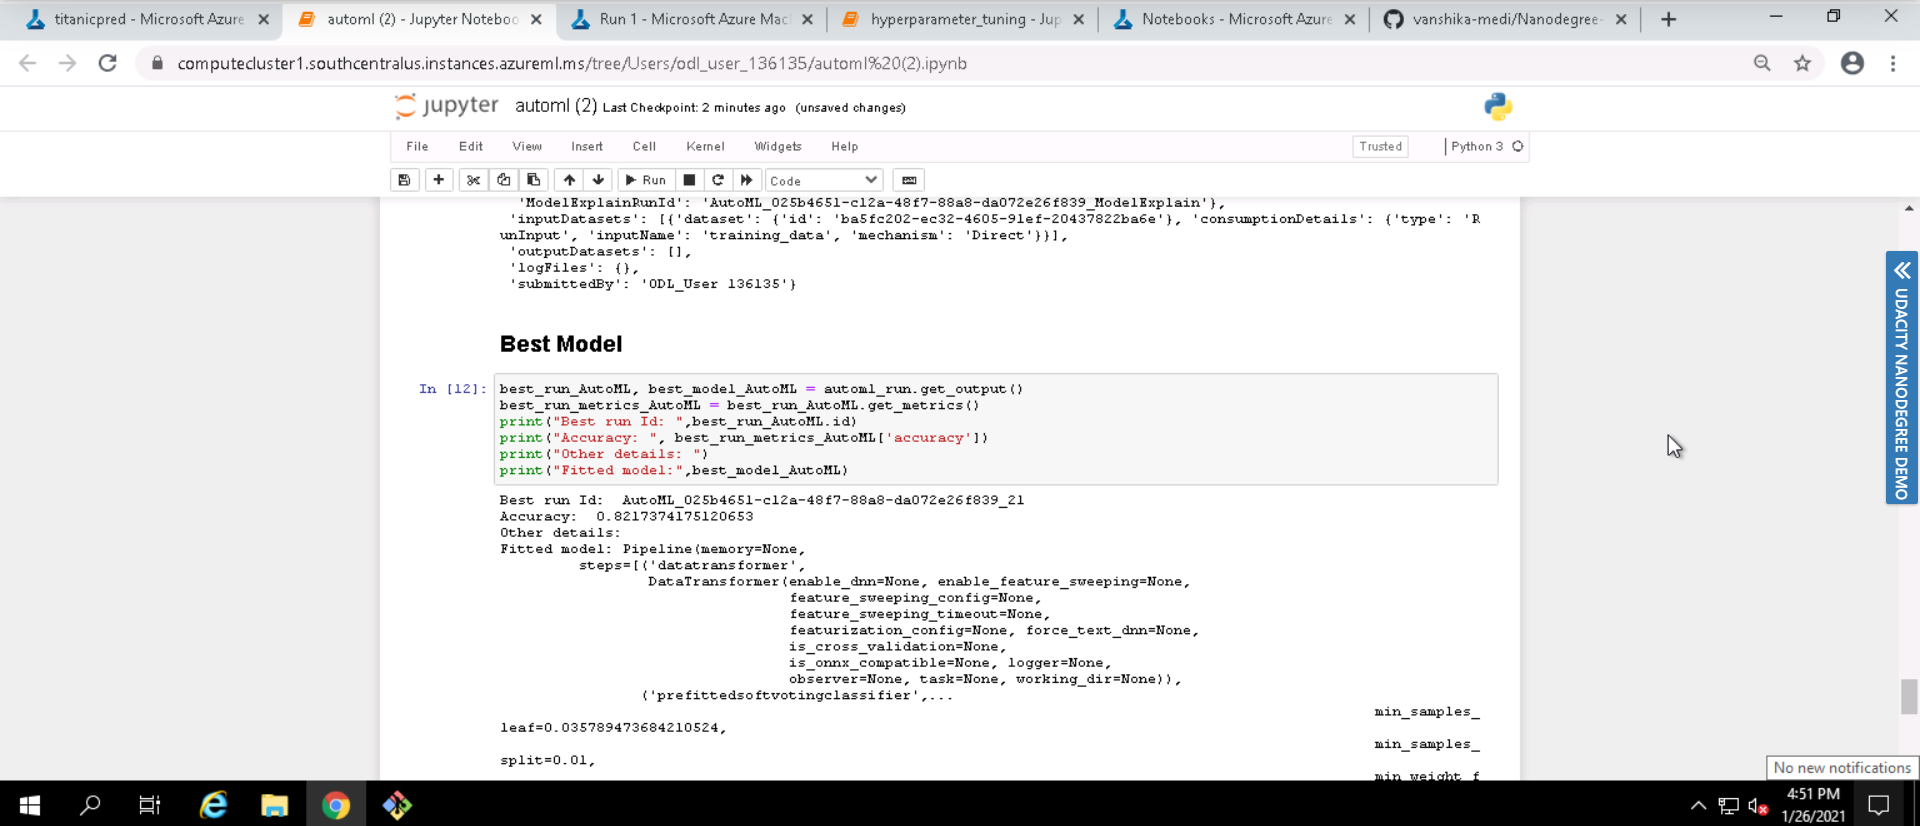 titanicpred - Microsoft Azure
automl (2) - Jupyter Noteboo
Run 1 - Microsoft Azure Mac
hyperparameter_tuning - Jup
Notebooks - Microsoft Azure
vanshika-medi/Nanodegree-
computecluster1.southcentralus.instances.azureml.ms/tree/Users/odl_user_136135/automl%20(2).ipynb
jupyter automl (2) Last Checkpoint: 2 minutes ago (unsaved changes)
File Edit View Insert Cell Kernel Widgets Help Trusted Python 3
Run Code
'ModelExplainRunId': 'AutoML_025b4651-c12a-48f7-88a8-da072e26f839_ModelExplain'},
'inputDatasets': [{'dataset': {'id': 'ba5fc202-ec32-4605-91ef-20437822ba6e'}, 'consumptionDetails': {'type': 'R
unInput', 'inputName': 'training_data', 'mechanism': 'Direct'}}],
'outputDatasets': [],
'logFiles': {},
'submittedBy': 'ODL_User 136135'}
Best Model
In [12]:
best_run_AutoML, best_model_AutoML = automl_run.get_output()
best_run_metrics_AutoML = best_run_AutoML.get_metrics()
print("Best run Id: ",best_run_AutoML.id)
print("Accuracy: ", best_run_metrics_AutoML['accuracy'])
print("Other details: ")
print("Fitted model:",best_model_AutoML)
Best run Id:  AutoML_025b4651-c12a-48f7-88a8-da072e26f839_21
Accuracy:  0.8217374175120653
Other details:
Fitted model: Pipeline(memory=None,
steps=[('datatransformer',
DataTransformer(enable_dnn=None, enable_feature_sweeping=None,
feature_sweeping_config=None,
feature_sweeping_timeout=None,
featurization_config=None, force_text_dnn=None,
is_cross_validation=None,
is_onnx_compatible=None, logger=None,
observer=None, task=None, working_dir=None)),
('prefittedsoftvotingclassifier',...
min_samples_
leaf=0.035789473684210524,
min_samples_
split=0.01,
min_weight_f
UDACITY NANODEGREE DEMO
No new notifications
4:51 PM
1/26/2021